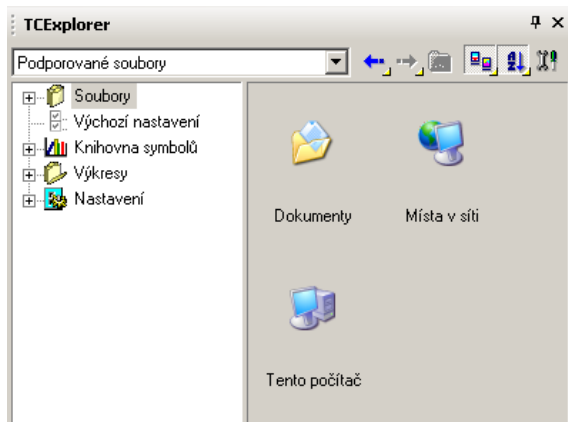 TCExplorer
Podporované soubory
Soubory
Výchozí nastavení
Knihovna symbolů
Výkresy
Nastavení
Dokumenty
Místa v síti
Tento počítač